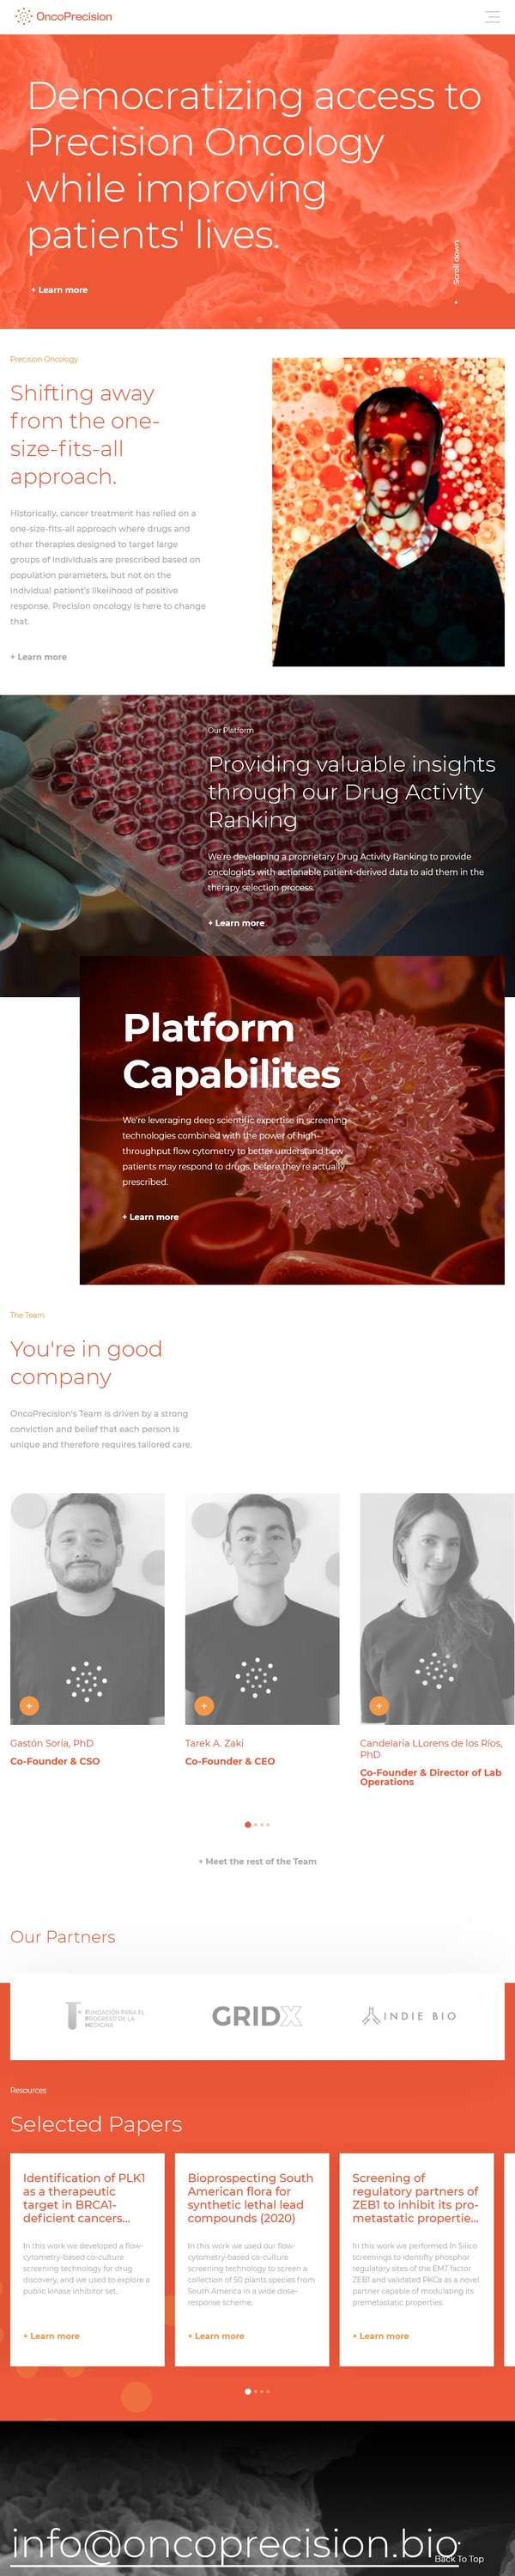 OncoPrecision
Democratizing access to
Precision Oncology
while improving
patients' lives.
Scroll down
+ Learn more
Precision Oncology
Shifting away
from the one-
size-fits-all
approach.
Historically, cancer treatment has relied on a
one-size-fits-all approach where drugs and
other therapies designed to target large
groups of individuals are prescribed based on
population parameters, but not on the
individual patient's likelihood of positive
response. Precision oncology is here to change
that.
+ Learn more
Our Platform
Providing valuable insights
through our Drug Activity
Ranking
We're developing a proprietary Drug Activity Ranking to provide
oncologists with actionable patient-derived data to aid them in the
therapy selection process.
+ Learn more
Platform
Capabilites
We're leveraging deep scientific expertise in screening
technologies combined with the power of high-
throughput flow cytometry to better understand how
patients may respond to drugs, before they're actually
prescribed.
+ Learn more
The Team
You're in good
company
OncoPrecision's Team is driven by a strong
conviction and belief that each person is
unique and therefore requires tailored care.
+
+
+
Gastón Soria, PhD
Co-Founder & CSO
Tarek A. Zaki
Co-Founder & CEO
Candelaria LLorens de los Ríos,
PhD
Co-Founder & Director of Lab
Operations
+ Meet the rest of the Team
Our Partners
FUNDACIÓN PARA EL
PROGRESO DE LA
MEDICINA
GRIDX
INDIE BIO
Resources
Selected Papers
Identification of PLK1
as a therapeutic
target in BRCA1-
deficient cancers...
In this work we developed a flow-
cytometry-based co-culture
screening technology for drug
discovery, and we used to explore a
public kinase inhibitor set.
+ Learn more
Bioprospecting South
American flora for
synthetic lethal lead
compounds (2020)
In this work we used our flow-
cytometry-based co-culture
screening technology to screen a
collection of 50 plants species from
South America in a wide dose-
response scheme.
+ Learn more
Screening of
regulatory partners of
ZEB1 to inhibit its pro-
metastatic propertie...
In this work we performed In Silico
screenings to identifty phosphor
regulatory sites of the EMT factor
ZEB1 and validated PKCa as a novel
partner capable of modulating its
premetastatic properties.
+ Learn more
info@oncoprecision.bio
Back To Top